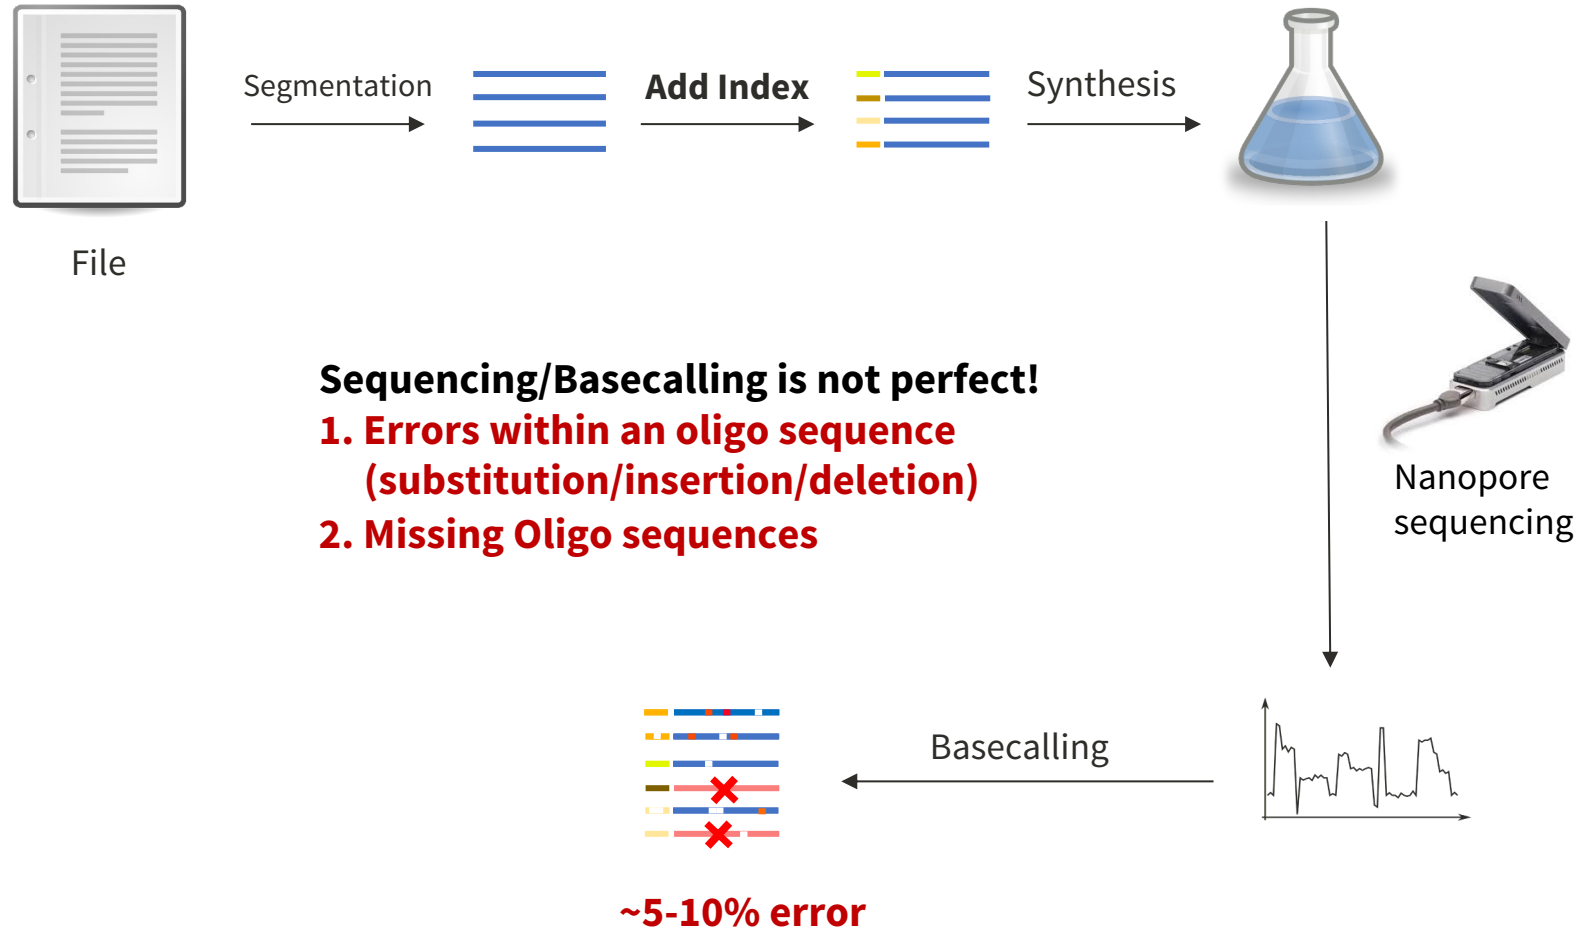 Segmentation
Add Index
Synthesis
File
Sequencing/Basecalling is not perfect!
1. Errors within an oligo sequence
(substitution/insertion/deletion)
2. Missing Oligo sequences
Nanopore
sequencing
Basecalling
~5-10% error